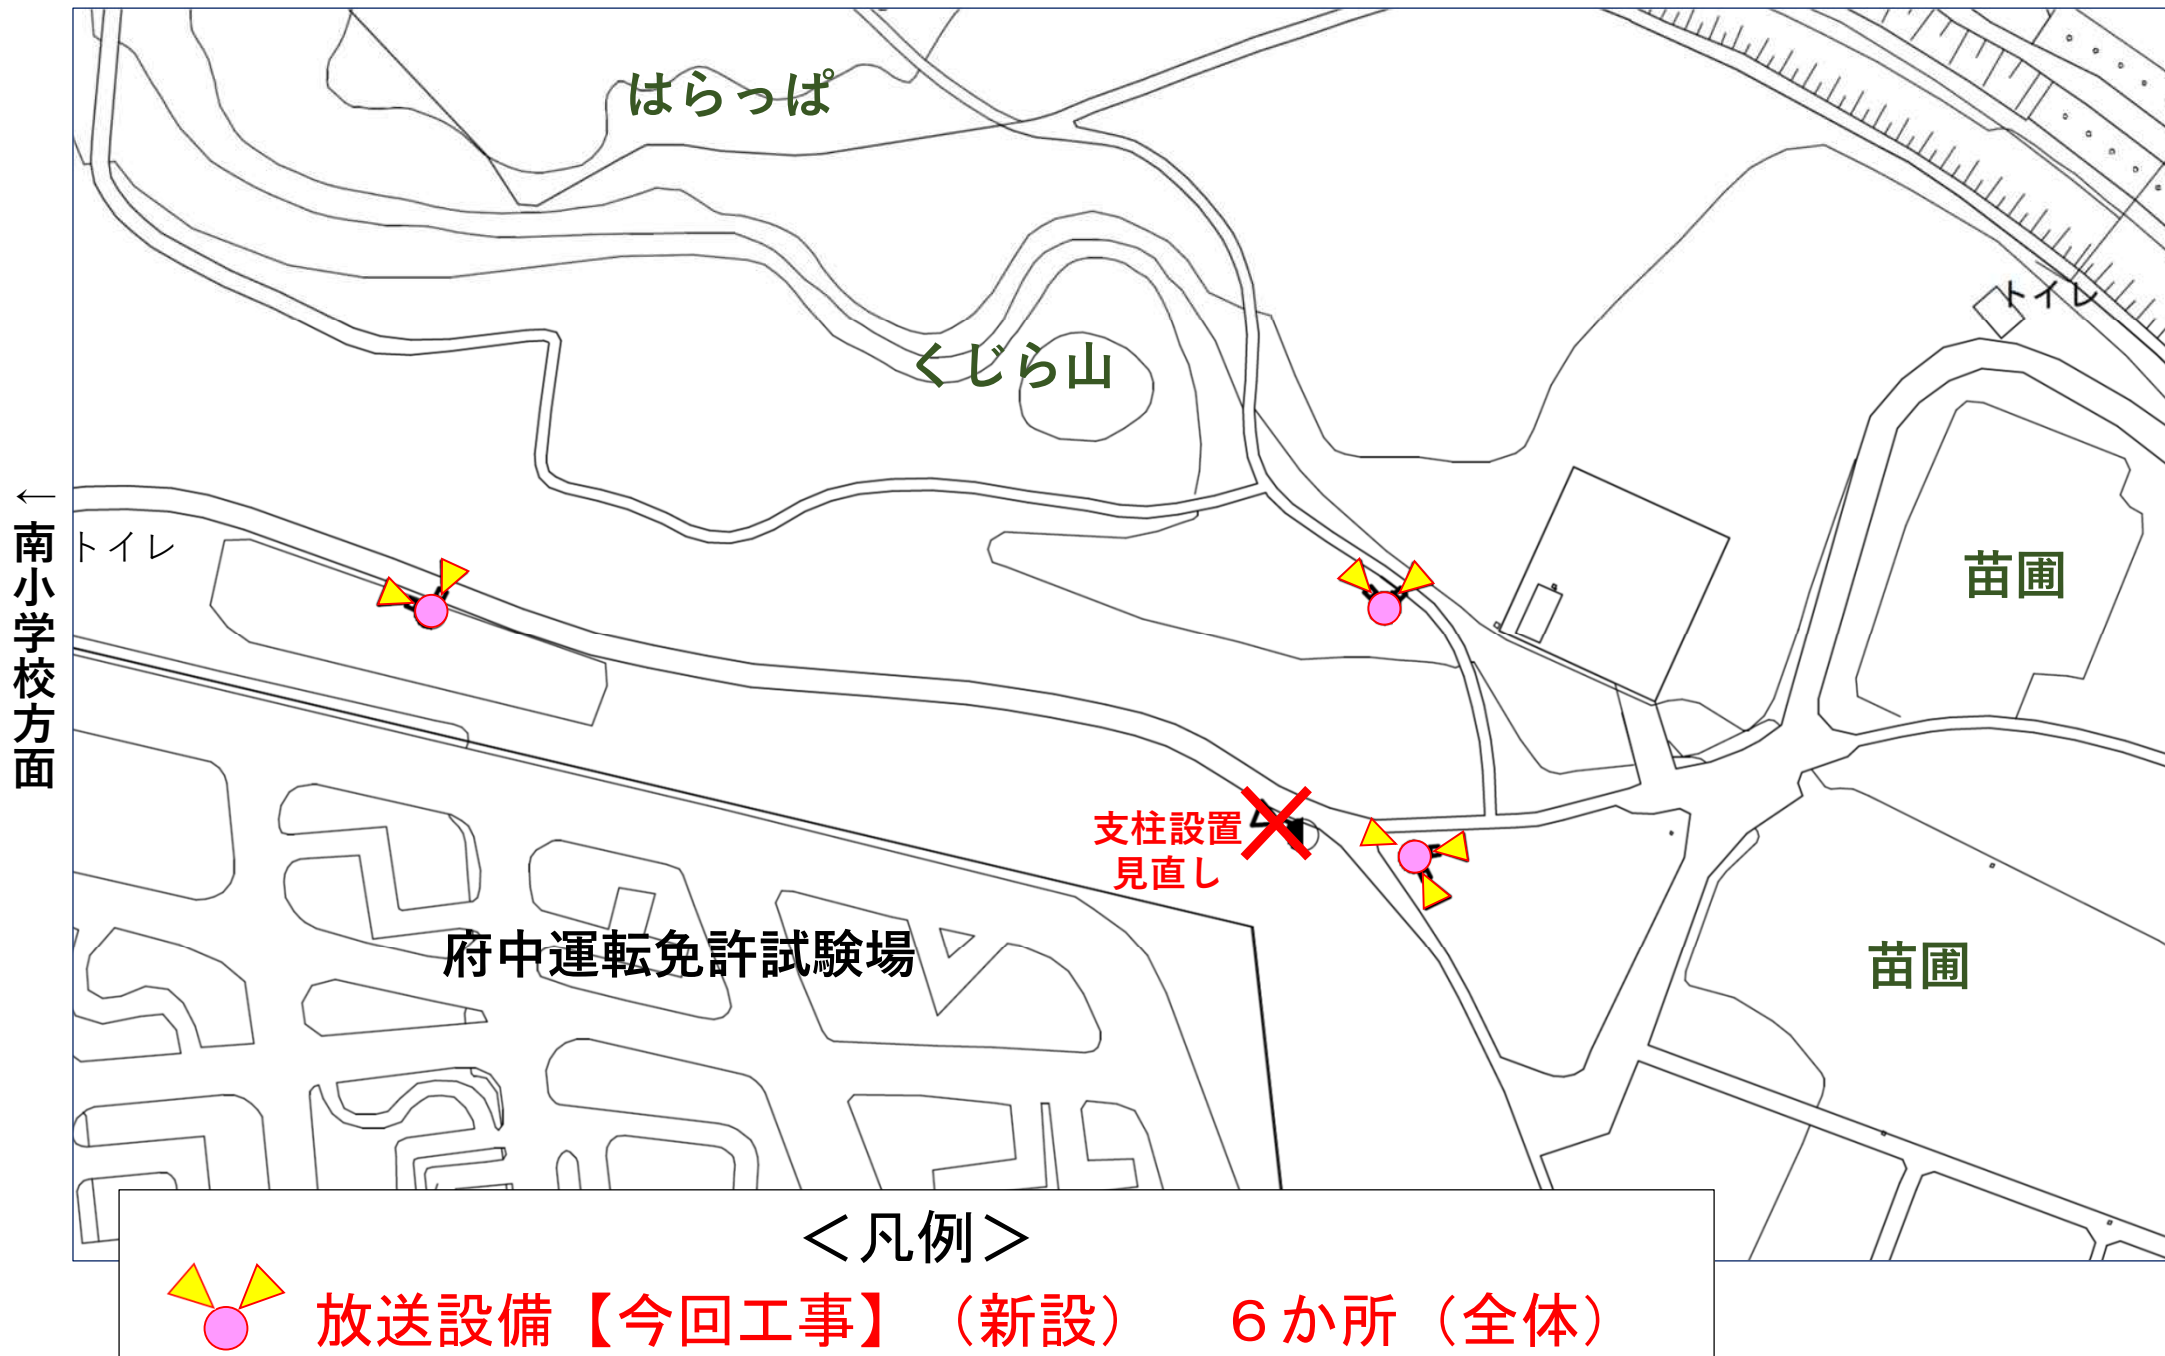 はらっぱ
トイレ
くじら山
←南小学校方面
トイレ
苗圃
支柱設置
見直し
府中運転免許試験場
苗圃
＜凡例＞
放送設備【今回工事】（新設）　６か所（全体）